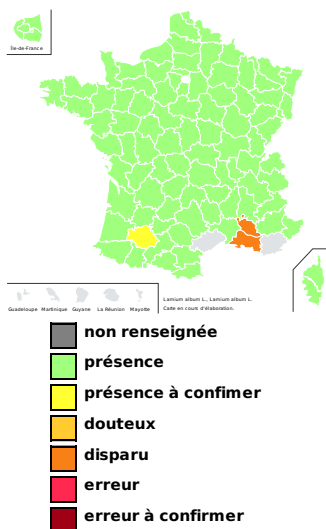 Île-de-France
Guadeloupe Martinique Guyane La Réunion Mayotte
Lamium album L., Lamium album L.
Carte en cours d'élaboration.
non renseignée
présence
présence à confimer
douteux
disparu
erreur
erreur à confirmer